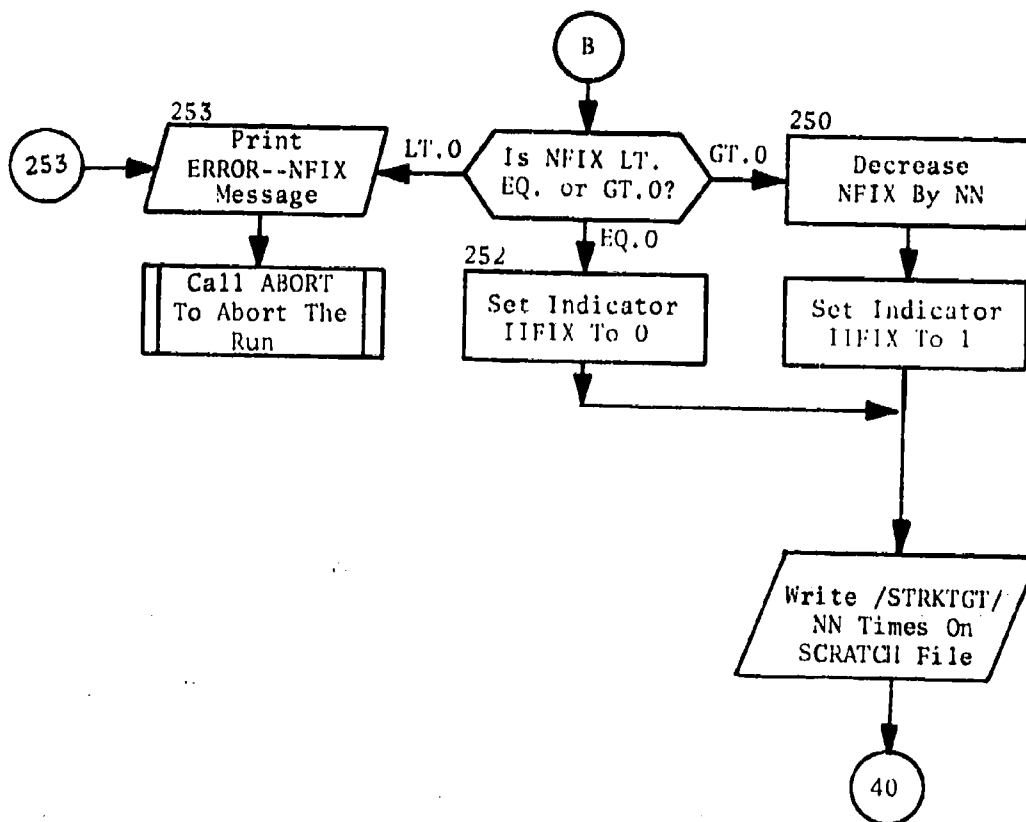 B
253
Print
ERROR--NFIX
Message
253
LT.0
Is NFIX LT.
EQ. or GT.0?
GT.0
250
Decrease
NFIX By NN
EQ.0
252
Call ABORT
To Abort The
Run
Set Indicator
IIFIX To 0
Set Indicator
IIFIX To 1
Write /STRKTGT/
NN Times On
SCRATCH File
40